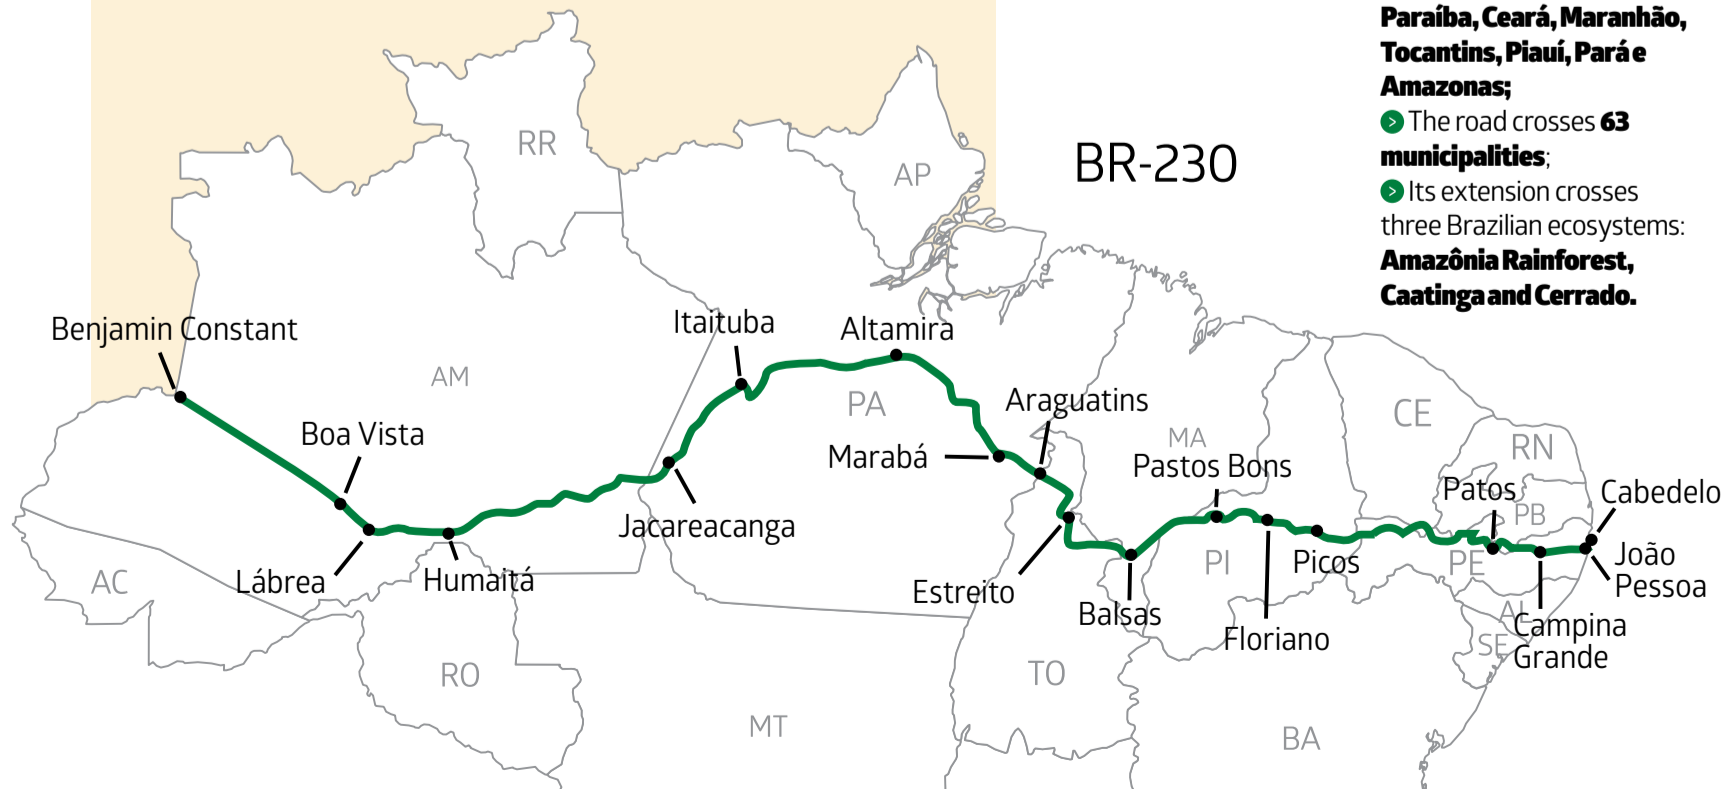 Paraíba, Ceará, Maranhão,
Tocantins, Piauí, Pará e
Amazonas;
> The road crosses 63
municipalities;
> Its extension crosses
three Brazilian ecosystems:
Amazônia Rainforest,
Caatinga and Cerrado.
BR-230
RR
AP
Benjamin Constant
Itaituba
Altamira
AM
PA
Araguatins
CE
Boa Vista
MA
RN
Marabá
Pastos Bons
Patos
Cabedelo
PB
Jacareacanga
João
Pessoa
AC
Lábrea
Humaitá
Estreito
PI
Picos
PE
Balsas
AL
Campina
Grande
Floriano
SE
RO
TO
MT
BA